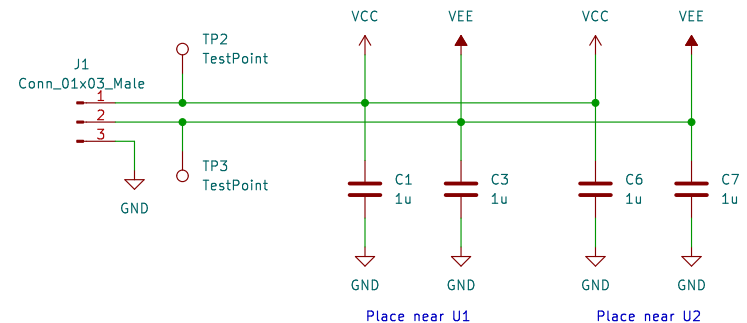 VCC
VEE
VCC
VEE
TP2
TestPoint
J1
Conn_01x03_Male
1
2
3
TP3
TestPoint
GND
C1
1u
C3
1u
C6
1u
C7
1u
GND
GND
GND
GND
Place near U1
Place near U2